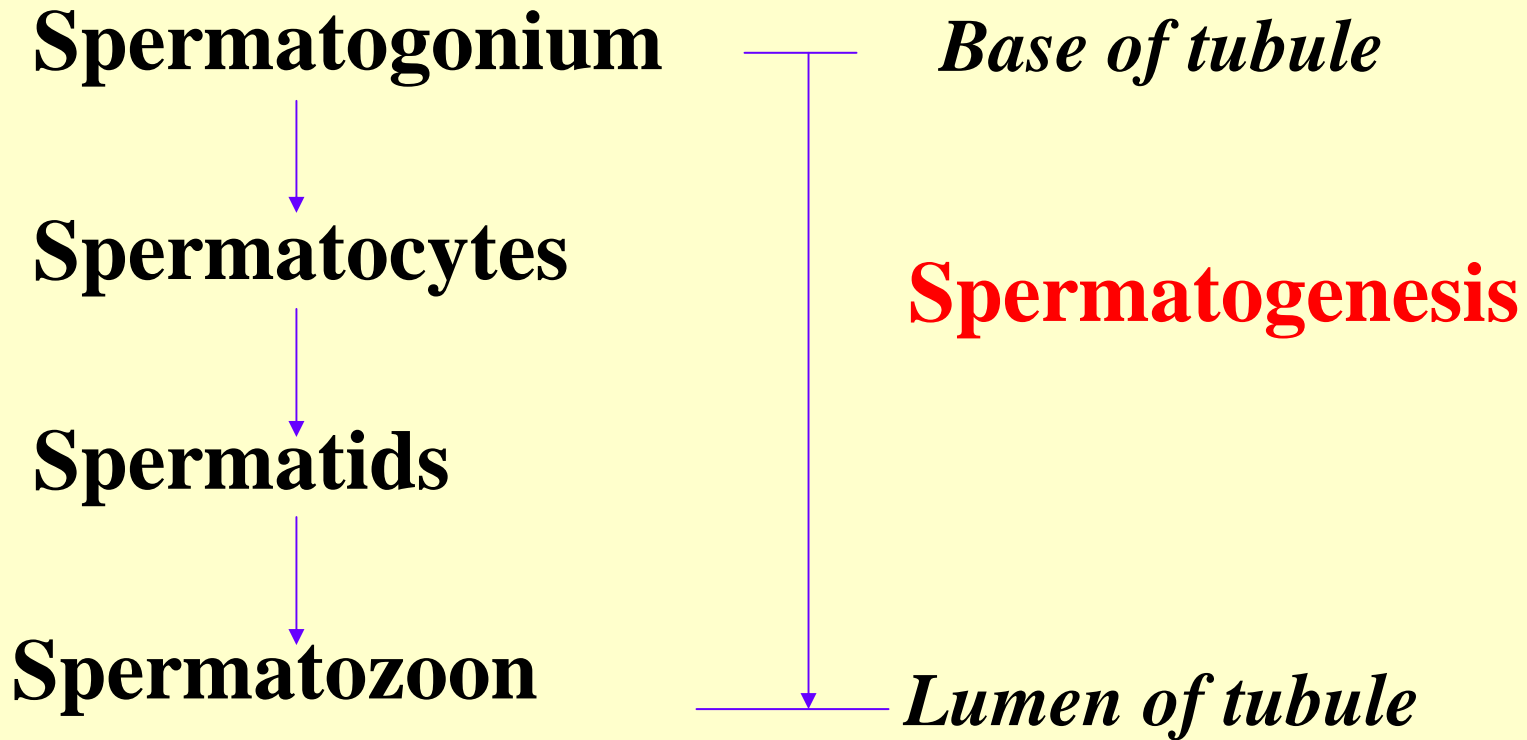 Spermatogonium
Base of tubule
Spermatocytes
Spermatogenesis
Spermatids
Spermatozoon
Lumen of tubule